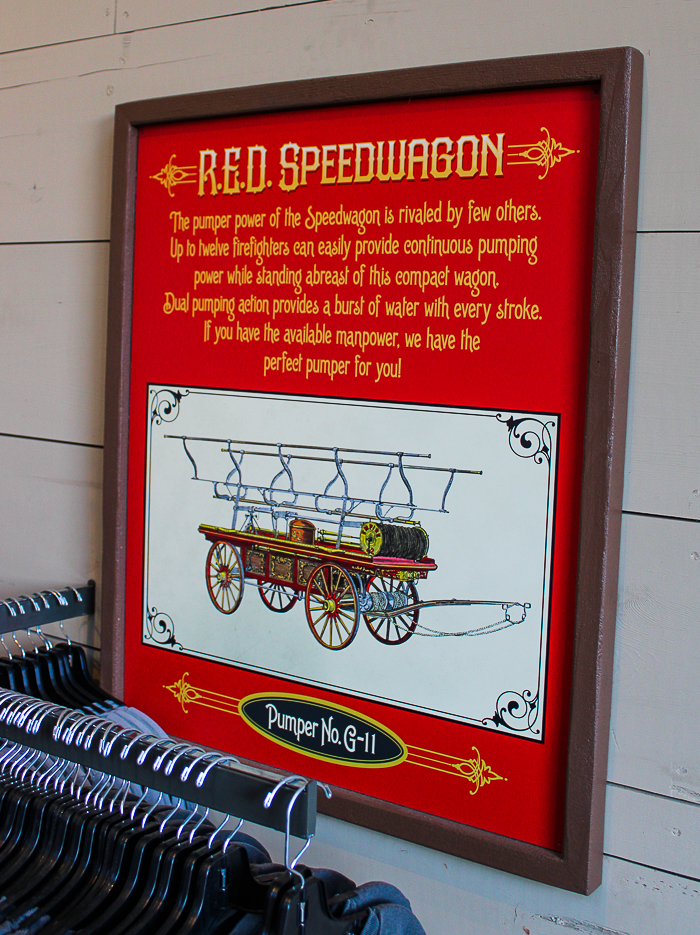 R.E.D. SPEEDWAGON
The pumper power of the Speedwagon is rivaled by few others.
Up to twelve firefighters can easily provide continuous pumping
power while standing abreast of this compact wagon.
Dual pumping action provides a burst of water with every stroke.
If you have the available manpower, we have the
perfect pumper for you!
Pumper No. G-11